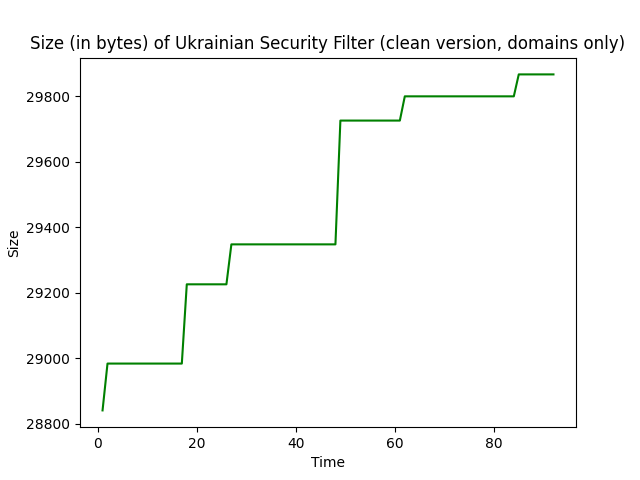 Size (in bytes) of Ukrainian Security Filter (clean version, domains only)
29800
29600
29400
29200
29000
28800
Size
0 20 40 60 80
Time